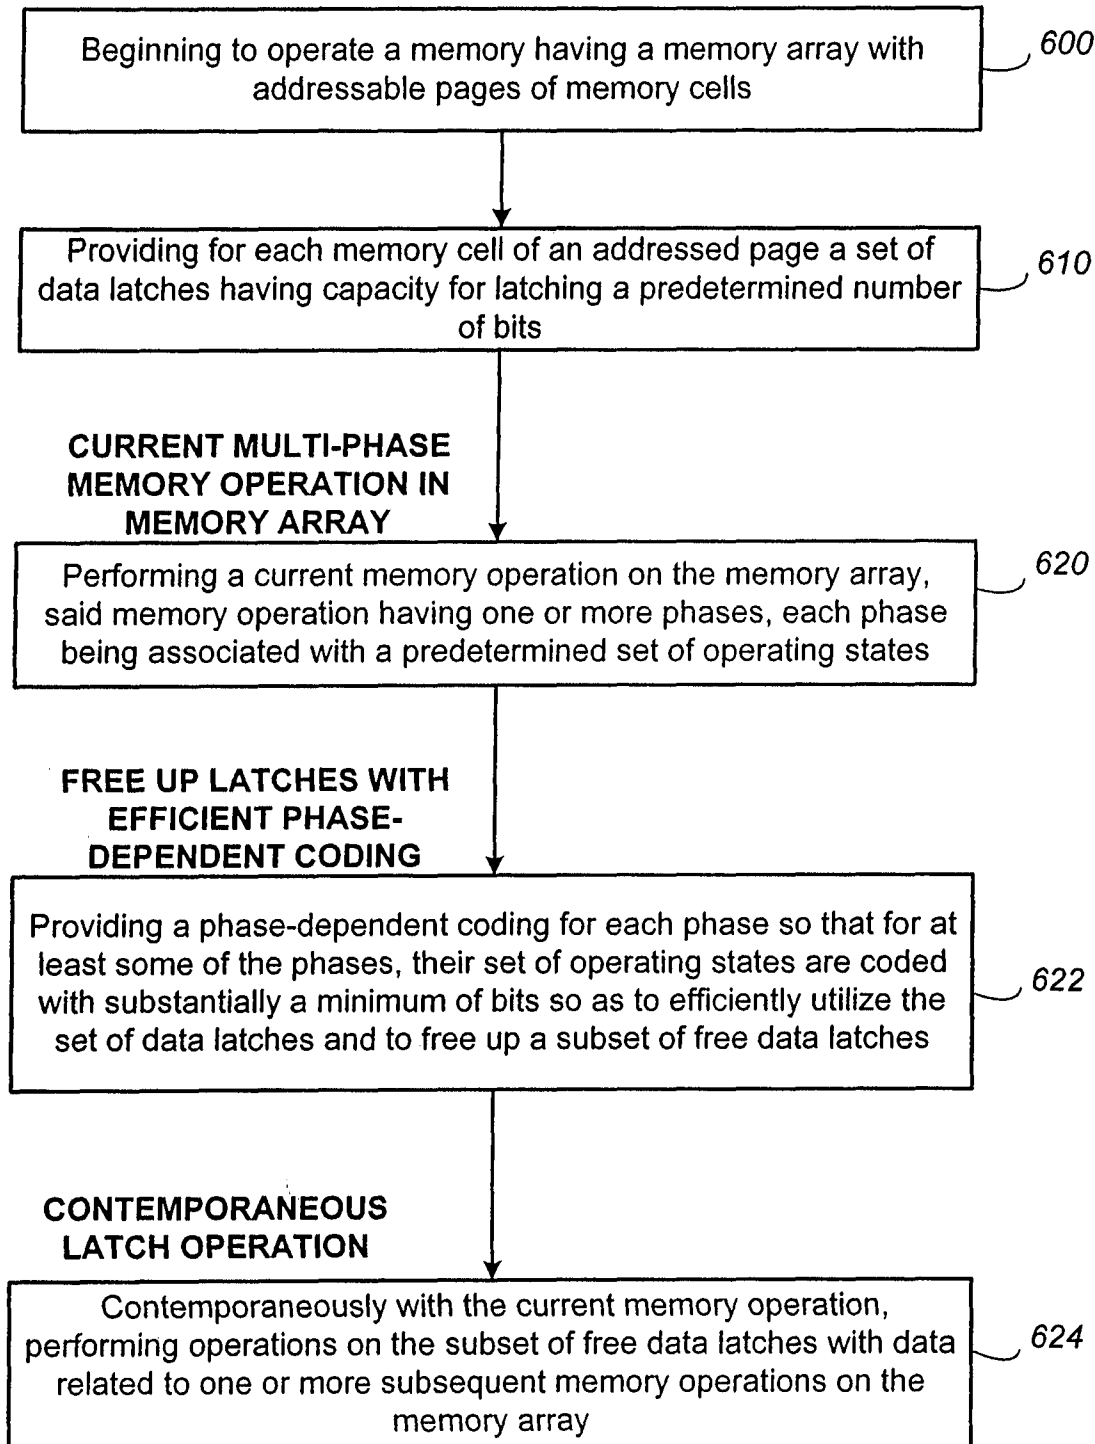 Beginning to operate a memory having a memory array with
addressable pages of memory cells
600
Providing for each memory cell of an addressed page a set of
data latches having capacity for latching a predetermined number
of bits
610
CURRENT MULTI-PHASE
MEMORY OPERATION IN
MEMORY ARRAY
Performing a current memory operation on the memory array,
said memory operation having one or more phases, each phase
being associated with a predetermined set of operating states
620
FREE UP LATCHES WITH
EFFICIENT PHASE-
DEPENDENT CODING
Providing a phase-dependent coding for each phase so that for at
least some of the phases, their set of operating states are coded
with substantially a minimum of bits so as to efficiently utilize the
set of data latches and to free up a subset of free data latches
622
CONTEMPORANEOUS
LATCH OPERATION
Contemporaneously with the current memory operation,
performing operations on the subset of free data latches with data
related to one or more subsequent memory operations on the
memory array
624